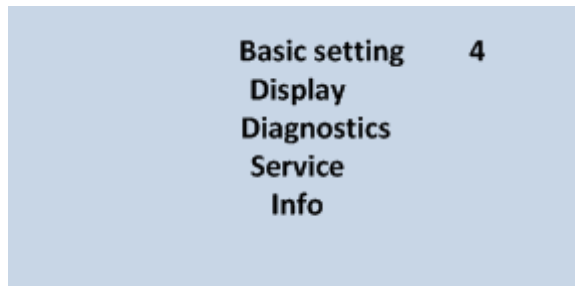 Basic setting 4
Display
Diagnostics
Service
Info